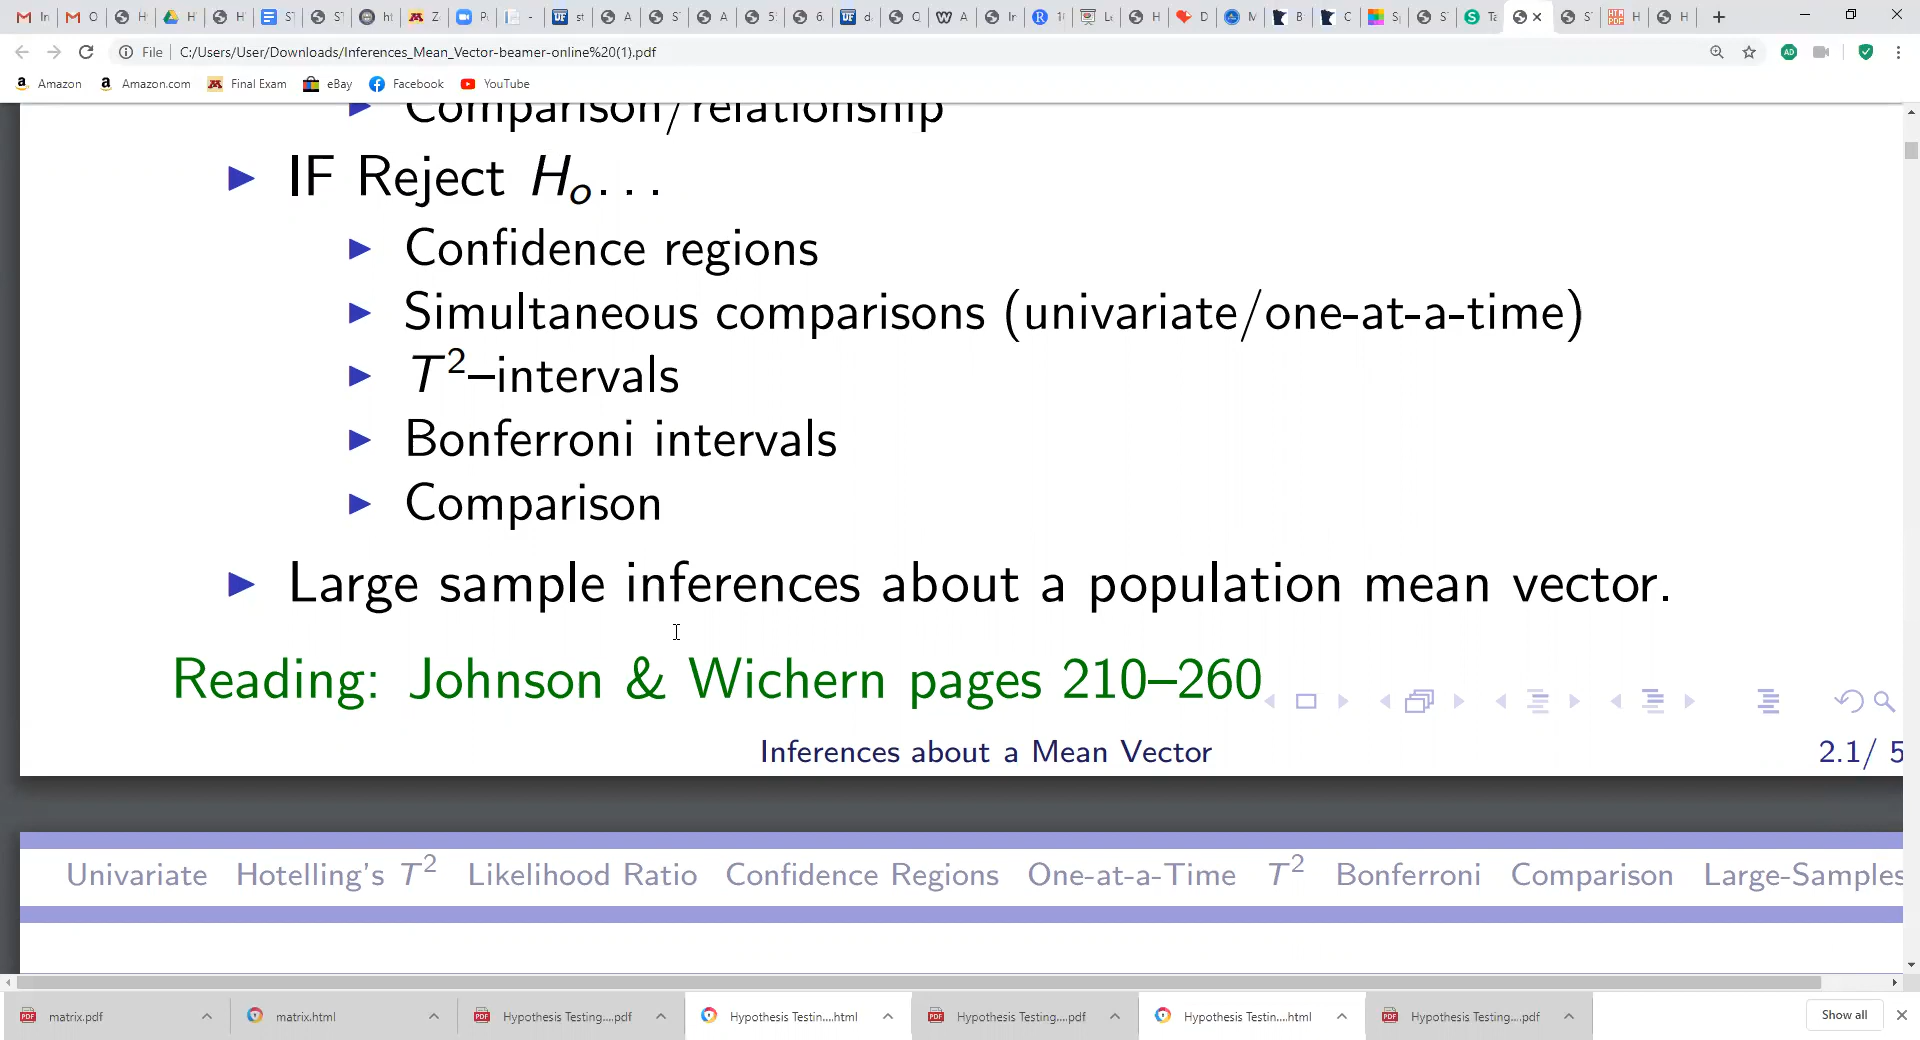 File C:/Users/User/Downloads/Inferences_Mean_Vector-beamer-online%20(1).pdf
Amazon Amazon.com Final Exam eBay Facebook YouTube
Comparison/relationship
IF Reject Ho...
Confidence regions
Simultaneous comparisons (univariate/one-at-a-time)
T²–intervals
Bonferroni intervals
Comparison
Large sample inferences about a population mean vector.
Reading: Johnson & Wichern pages 210–260
Inferences about a Mean Vector 2.1/ 5
Univariate Hotelling's T² Likelihood Ratio Confidence Regions One-at-a-Time T² Bonferroni Comparison Large-Samples
matrix.pdf matrix.html Hypothesis Testing....pdf Hypothesis Testin....html Hypothesis Testing....pdf Hypothesis Testin....html Hypothesis Testing....pdf Show all